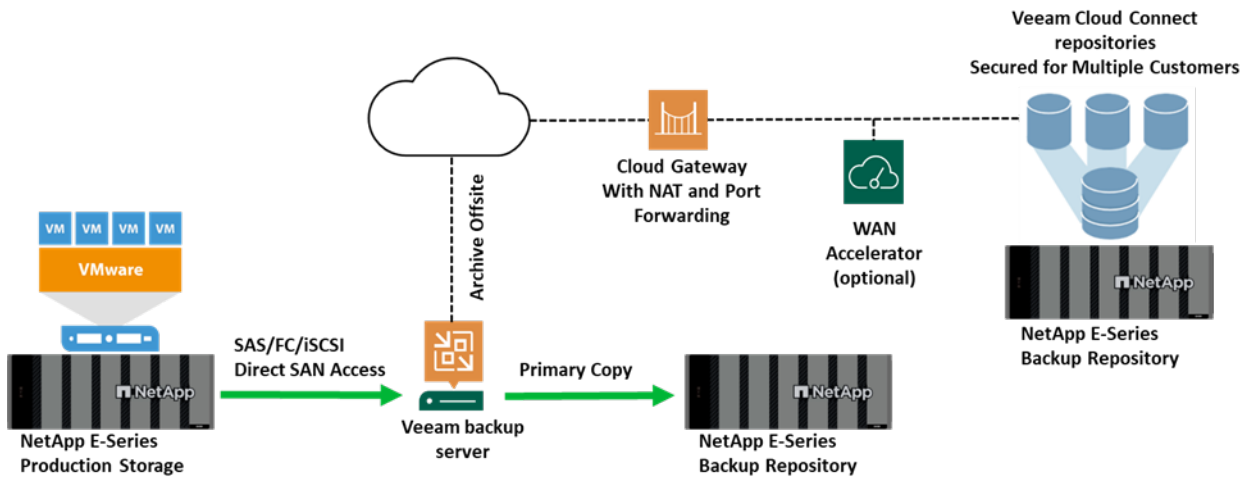 Veeam Cloud Connect
repositories
Secured for Multiple Customers
Cloud Gateway
With NAT and Port
Forwarding
WAN
Accelerator
(optional)
NetApp
NetApp E-Series
Backup Repository
Archive Offsite
VM VM VM VM
VMware
NetApp
NetApp E-Series
Production Storage
SAS/FC/iSCSI
Direct SAN Access
Veeam backup
server
Primary Copy
NetApp
NetApp E-Series
Backup Repository